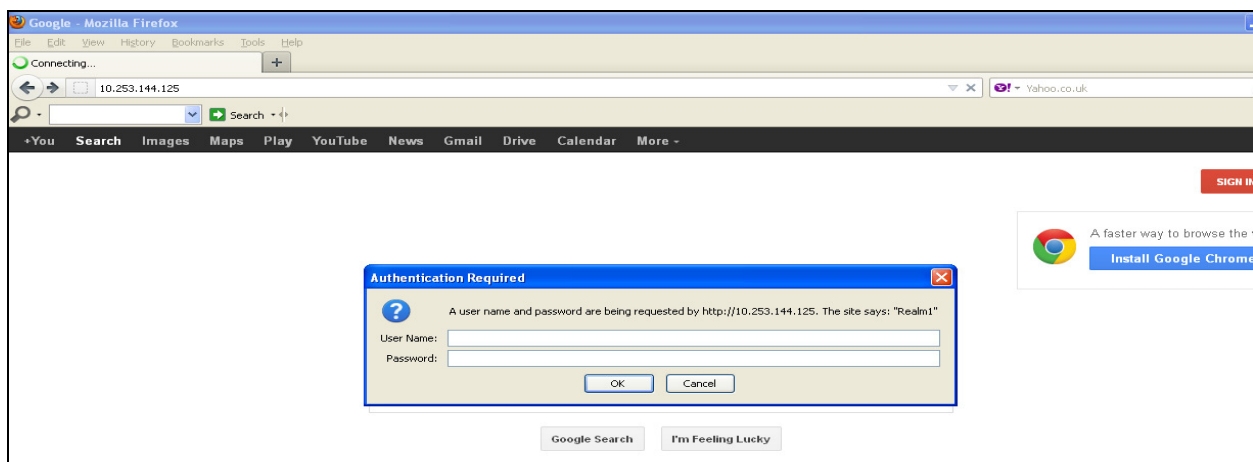 Google - Mozilla Firefox
File Edit View History Bookmarks Tools Help
Connecting...
10.253.144.125
Yahoo.co.uk
Search
+You Search Images Maps Play YouTube News Gmail Drive Calendar More
SIGN IN
A faster way to browse the
Install Google Chrome
Authentication Required
A user name and password are being requested by http://10.253.144.125. The site says: "Realm1"
User Name:
Password:
OK Cancel
Google Search I'm Feeling Lucky